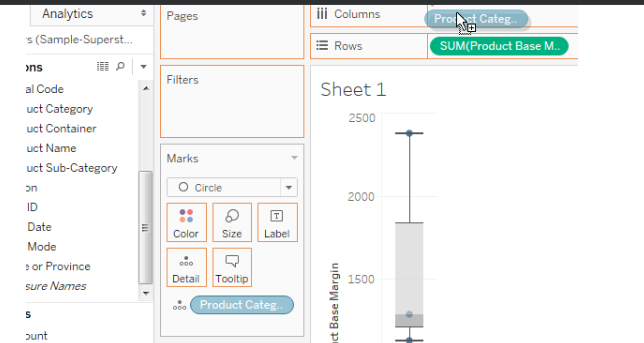 Analytics
Pages
Columns
Product Categ..
rs (Sample-Superst...
Rows
SUM(Product Base M..
ons
Filters
al Code
uct Category
uct Container
uct Name
uct Sub-Category
on
ID
Date
Mode
e or Province
sure Names
s
ount
Marks
Circle
Color
Size
Label
Detail
Tooltip
Product Categ..
Sheet 1
2500
2000
1500
ct Base Margin